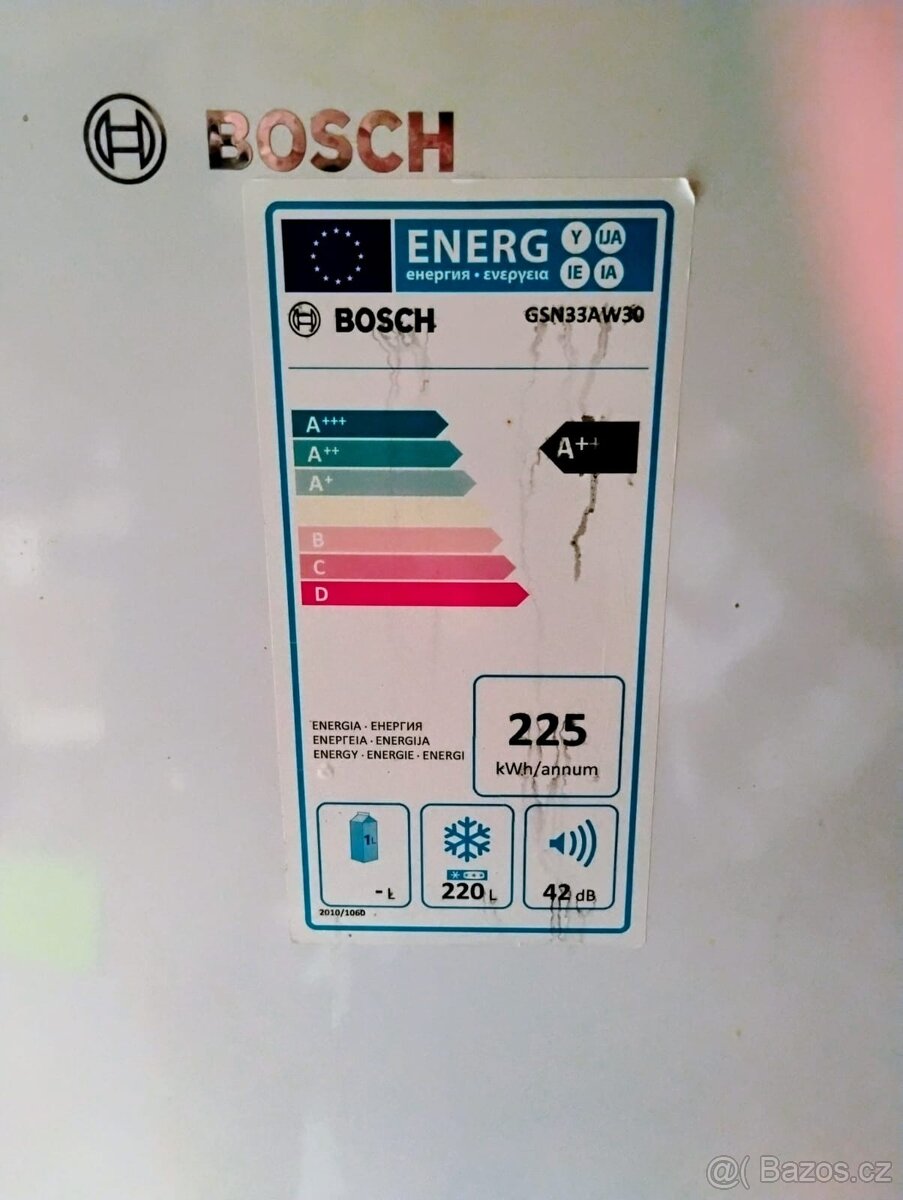 BOSCH
ENERG Y IJA
енергия · ενεργεια IE IA
BOSCH GSN33AW30
A+++
A++ A++
A+
B
C
D
225
kWh/annum
ENERGIA · ЕНЕРГИЯ
ΕΝΕΡΓΕΙΑ · ENERGIJA
ENERGY · ENERGIE · ENERGI
1L
- L
220 L
42 dB
2010/1060
@( Bazos.cz